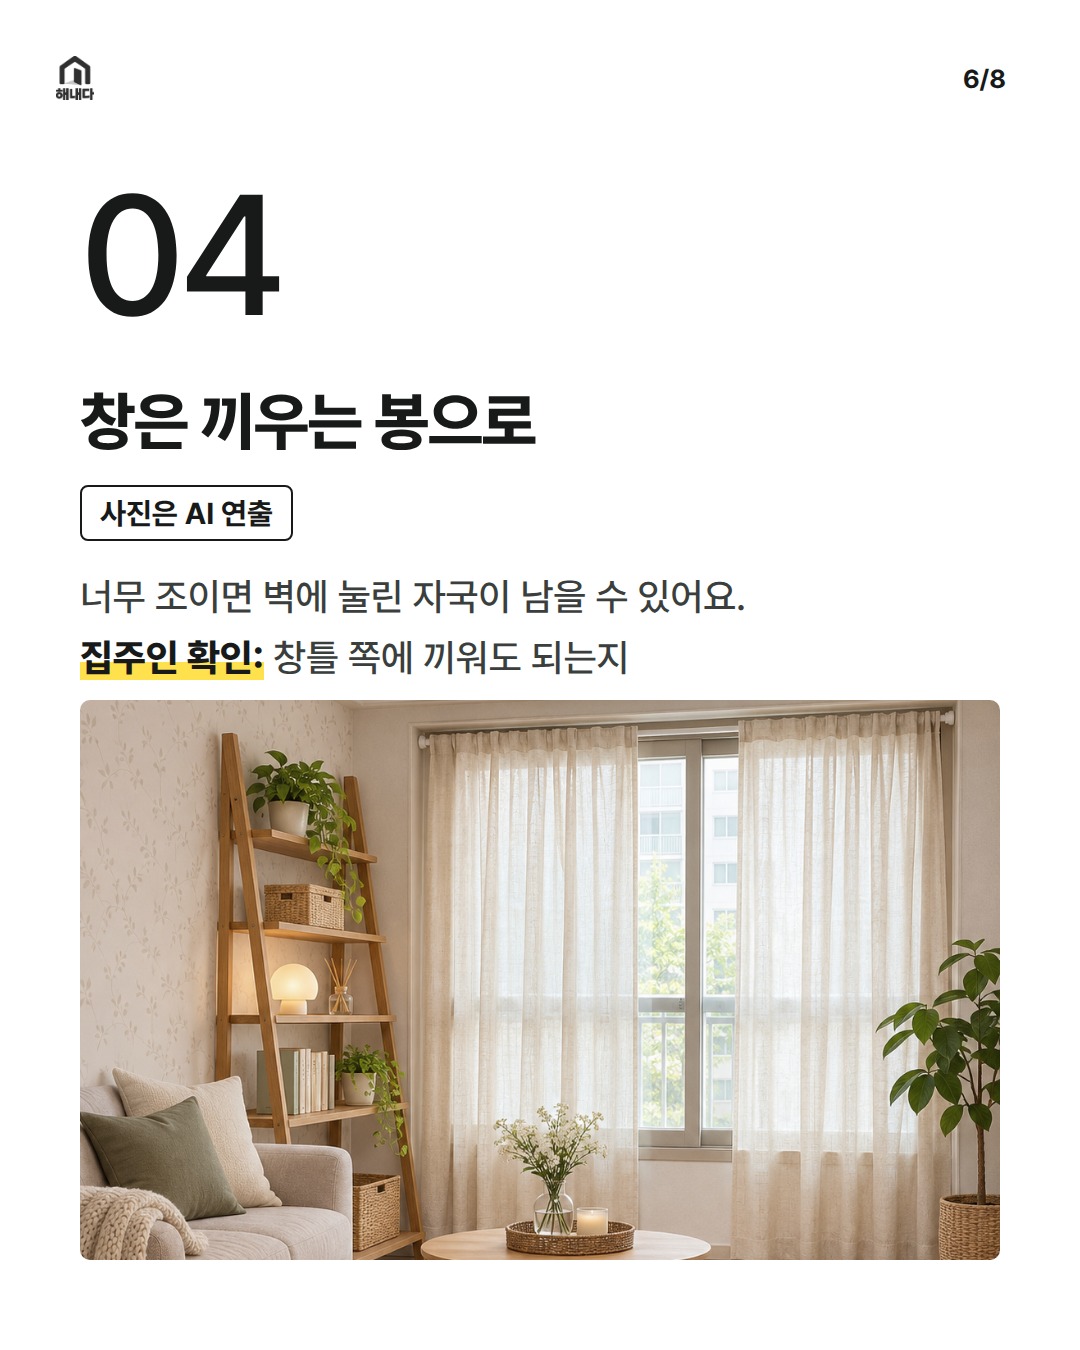 해내다
6/8
04
창은 끼우는 봉으로
사진은 AI 연출
너무 조이면 벽에 눌린 자국이 남을 수 있어요.
집주인 확인: 창틀 쪽에 끼워도 되는지